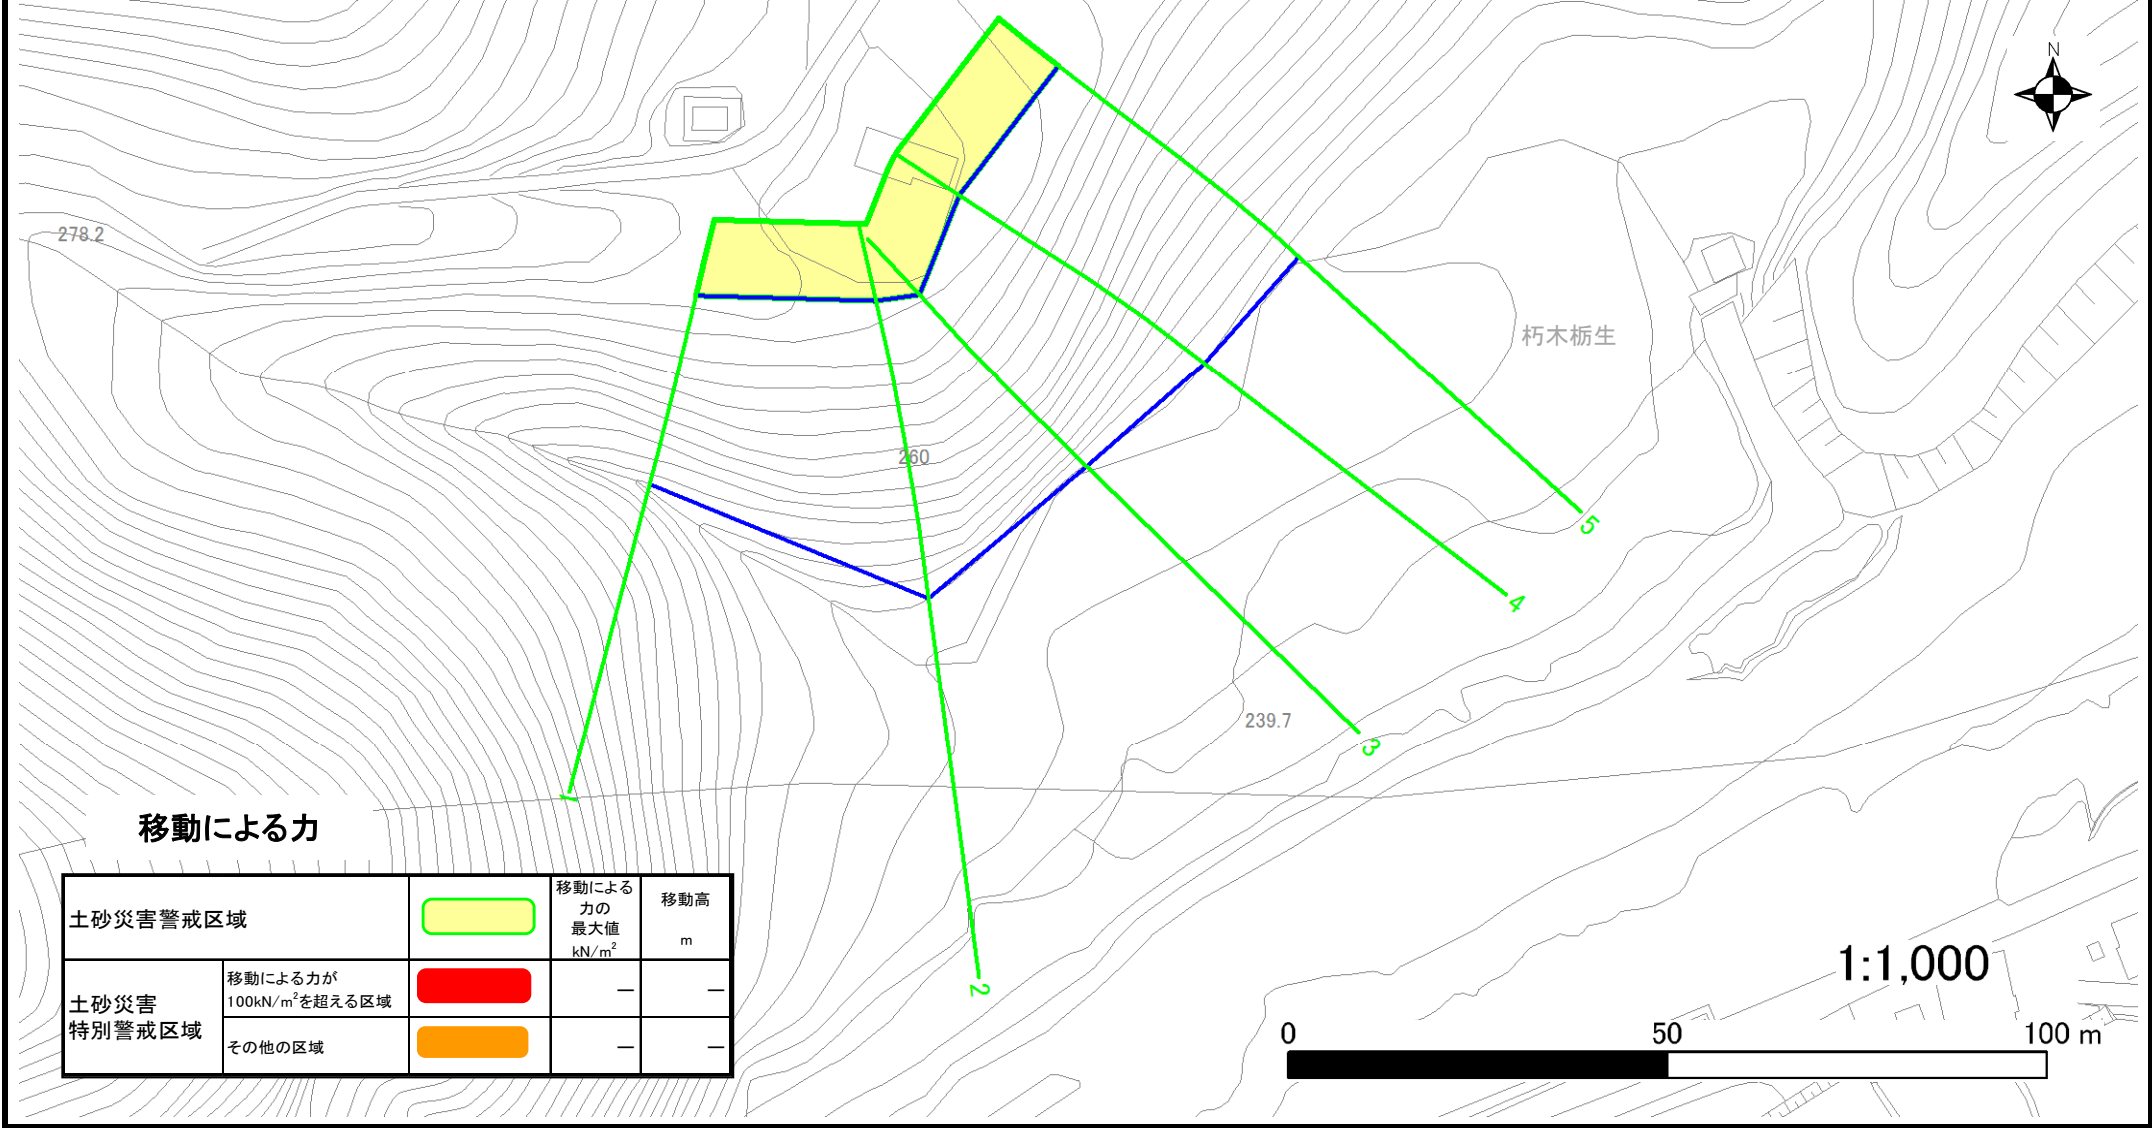 N
278.2
朽木栃生
260
5
4
239.7
3
1
移動による力
2
土砂災害警戒区域
移動による
力の
最大値
kN/m²
移動高
m
土砂災害
特別警戒区域
移動による力が
100kN/m²を超える区域
―
―
その他の区域
―
―
1:1,000
0 50 100 m